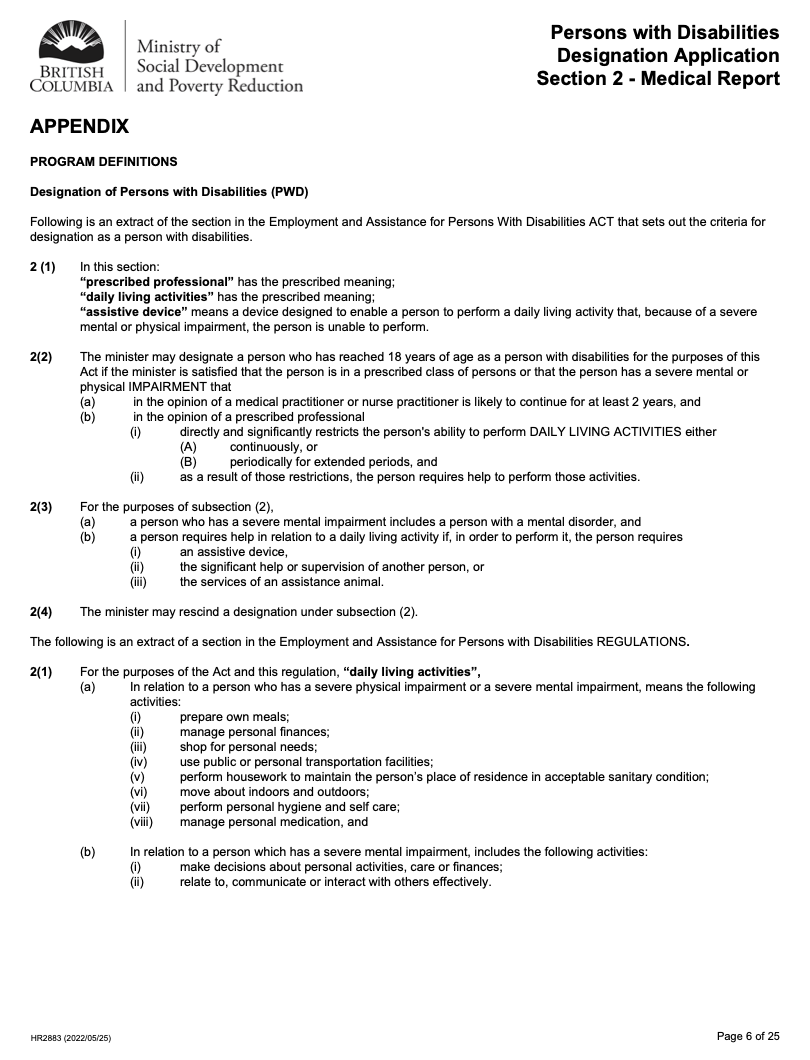 BRITISH
COLUMBIA
Ministry of
Social Development
and Poverty Reduction
Persons with Disabilities
Designation Application
Section 2 - Medical Report
APPENDIX
PROGRAM DEFINITIONS
Designation of Persons with Disabilities (PWD)
Following is an extract of the section in the Employment and Assistance for Persons With Disabilities ACT that sets out the criteria for
designation as a person with disabilities.
2 (1) In this section:
“prescribed professional” has the prescribed meaning;
“daily living activities” has the prescribed meaning;
“assistive device” means a device designed to enable a person to perform a daily living activity that, because of a severe
mental or physical impairment, the person is unable to perform.
2(2) The minister may designate a person who has reached 18 years of age as a person with disabilities for the purposes of this
Act if the minister is satisfied that the person is in a prescribed class of persons or that the person has a severe mental or
physical IMPAIRMENT that
(a) in the opinion of a medical practitioner or nurse practitioner is likely to continue for at least 2 years, and
(b) in the opinion of a prescribed professional
(i) directly and significantly restricts the person's ability to perform DAILY LIVING ACTIVITIES either
(A) continuously, or
(B) periodically for extended periods, and
(ii) as a result of those restrictions, the person requires help to perform those activities.
2(3) For the purposes of subsection (2),
(a) a person who has a severe mental impairment includes a person with a mental disorder, and
(b) a person requires help in relation to a daily living activity if, in order to perform it, the person requires
(i) an assistive device,
(ii) the significant help or supervision of another person, or
(iii) the services of an assistance animal.
2(4) The minister may rescind a designation under subsection (2).
The following is an extract of a section in the Employment and Assistance for Persons with Disabilities REGULATIONS.
2(1) For the purposes of the Act and this regulation, “daily living activities”,
(a) In relation to a person who has a severe physical impairment or a severe mental impairment, means the following
activities:
(i) prepare own meals;
(ii) manage personal finances;
(iii) shop for personal needs;
(iv) use public or personal transportation facilities;
(v) perform housework to maintain the person’s place of residence in acceptable sanitary condition;
(vi) move about indoors and outdoors;
(vii) perform personal hygiene and self care;
(viii) manage personal medication, and
(b) In relation to a person which has a severe mental impairment, includes the following activities:
(i) make decisions about personal activities, care or finances;
(ii) relate to, communicate or interact with others effectively.
HR2883 (2022/05/25)
Page 6 of 25